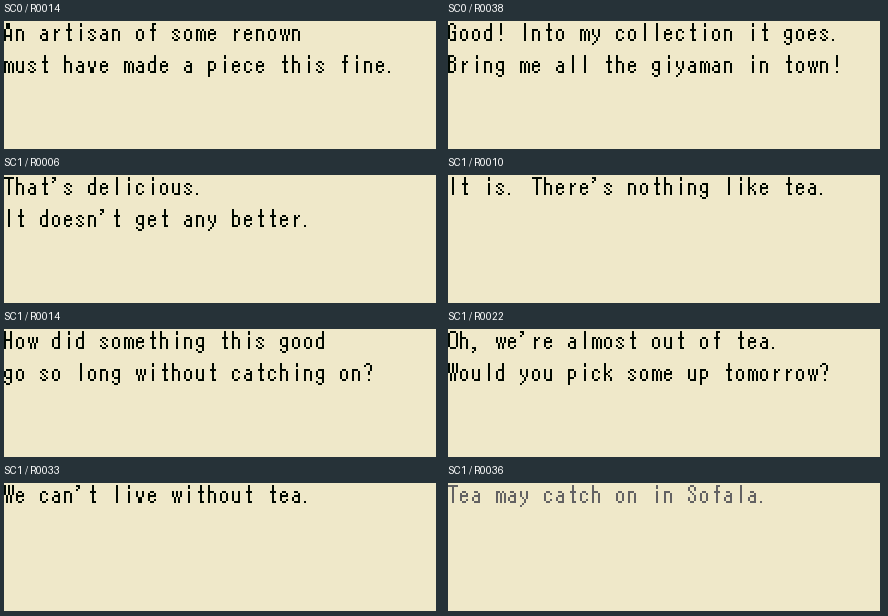 SC0/R0014
An artisan of some renown
must have made a piece this fine.
SC0/R0038
Good! Into my collection it goes.
Bring me all the giyaman in town!
SC1/R0006
That's delicious.
It doesn't get any better.
SC1/R0010
It is. There's nothing like tea.
SC1/R0014
How did something this good
go so long without catching on?
SC1/R0022
Oh, we're almost out of tea.
Would you pick some up tomorrow?
SC1/R0033
We can't live without tea.
SC1/R0036
Tea may catch on in Sofala.